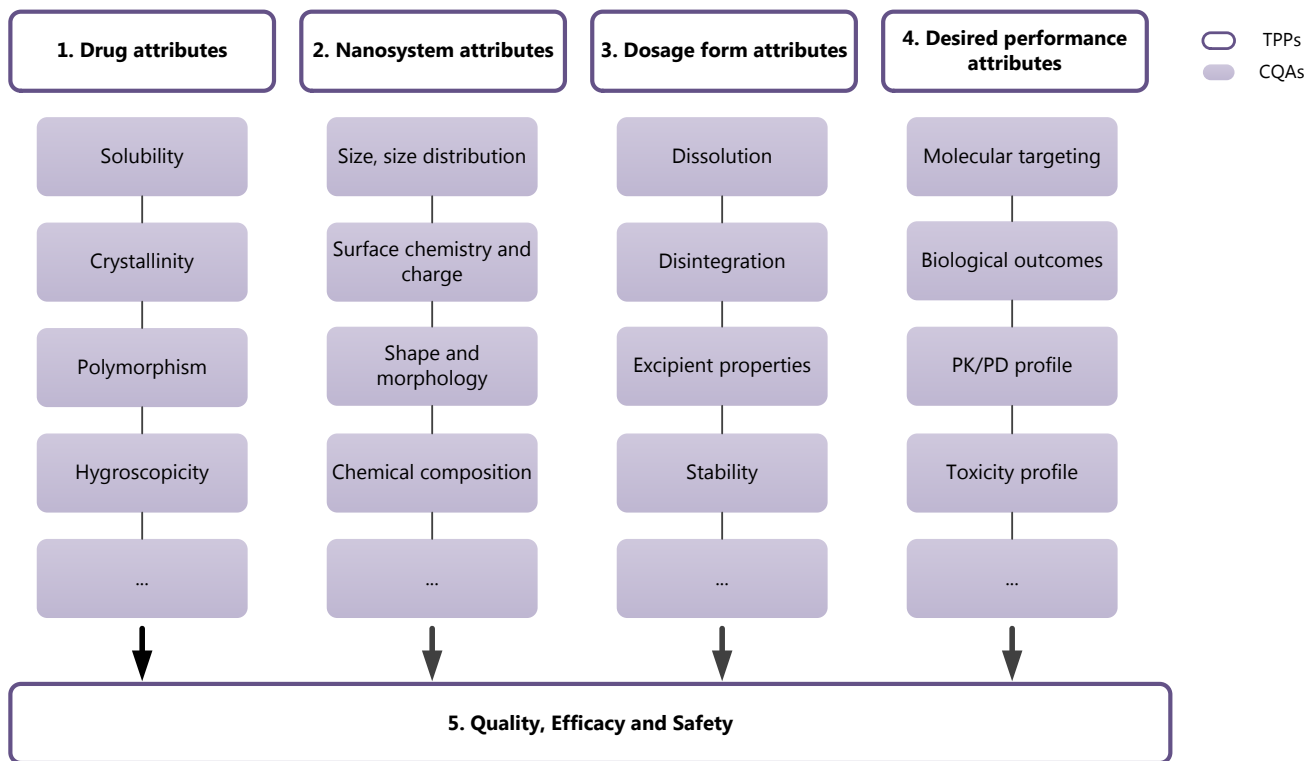 1. Drug attributes
2. Nanosystem attributes
3. Dosage form attributes
4. Desired performance
attributes
TPPs
CQAs
Solubility
Crystallinity
Polymorphism
Hygroscopicity
...
Size, size distribution
Surface chemistry and
charge
Shape and
morphology
Chemical composition
...
Dissolution
Disintegration
Excipient properties
Stability
...
Molecular targeting
Biological outcomes
PK/PD profile
Toxicity profile
...
5. Quality, Efficacy and Safety